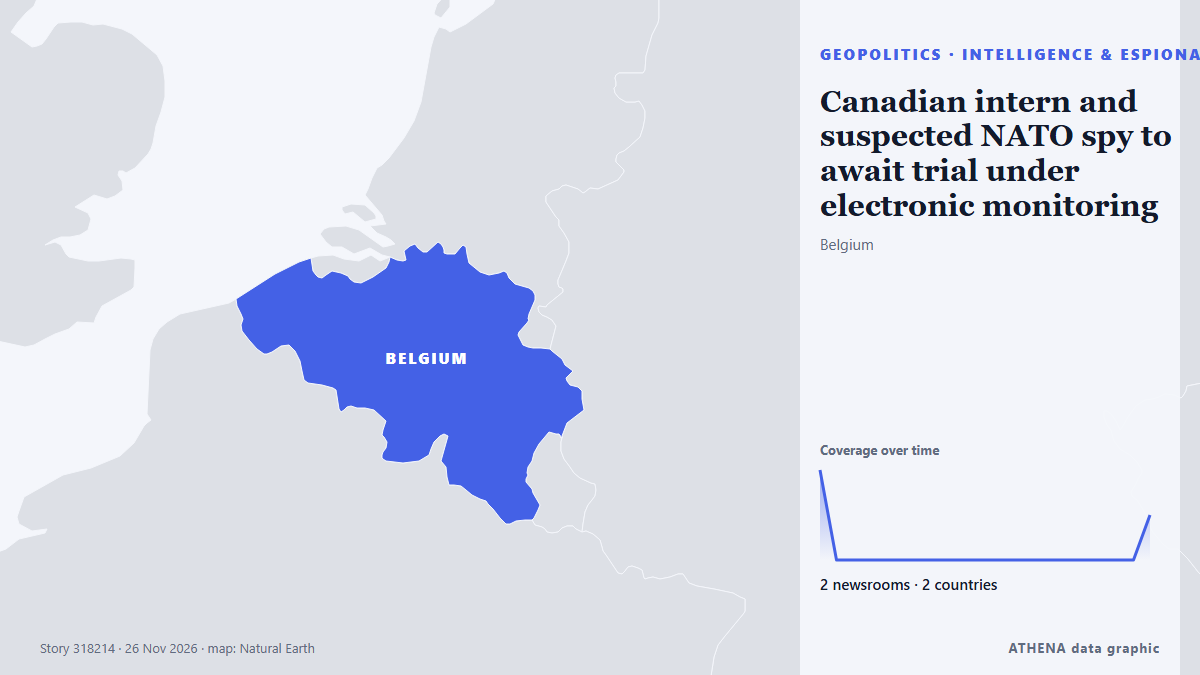 GEOPOLITICS · INTELLIGENCE & ESPIONA
Canadian intern and
suspected NATO spy to
await trial under
electronic monitoring
Belgium
BELGIUM
Coverage over time
2 newsrooms · 2 countries
Story 318214 · 26 Nov 2026 · map: Natural Earth
ATHENA data graphic